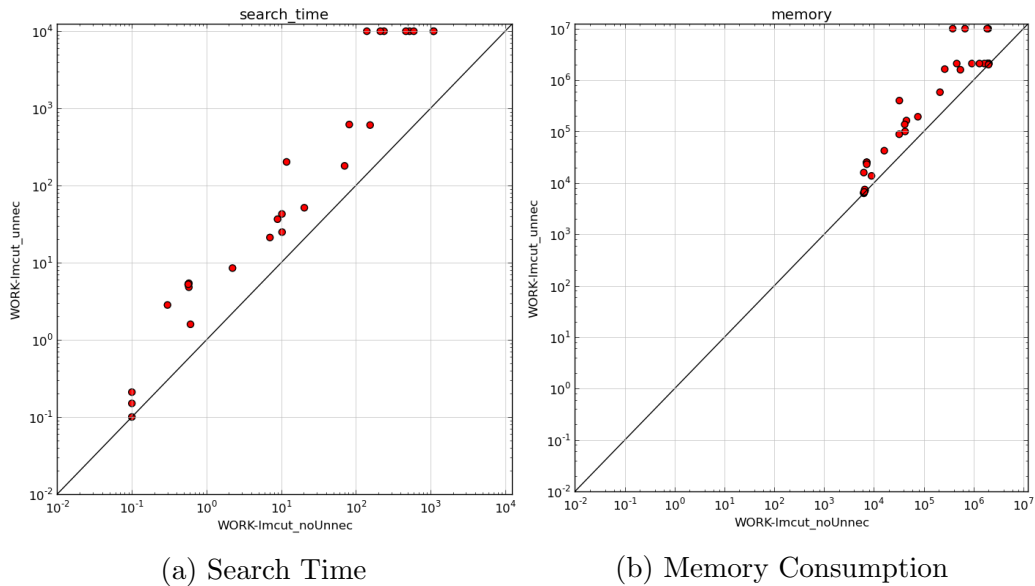 search_time
10^4
10^3
10^2
10^1
10^0
10^-1
10^-2
WORK-lmcut_unnec
10^-2 10^-1 10^0 10^1 10^2 10^3 10^4
WORK-lmcut_noUnnec
(a) Search Time
memory
10^7
10^6
10^5
10^4
10^3
10^2
10^1
10^0
10^-1
10^-2
WORK-lmcut_unnec
10^-2 10^-1 10^0 10^1 10^2 10^3 10^4 10^5 10^6 10^7
WORK-lmcut_noUnnec
(b) Memory Consumption